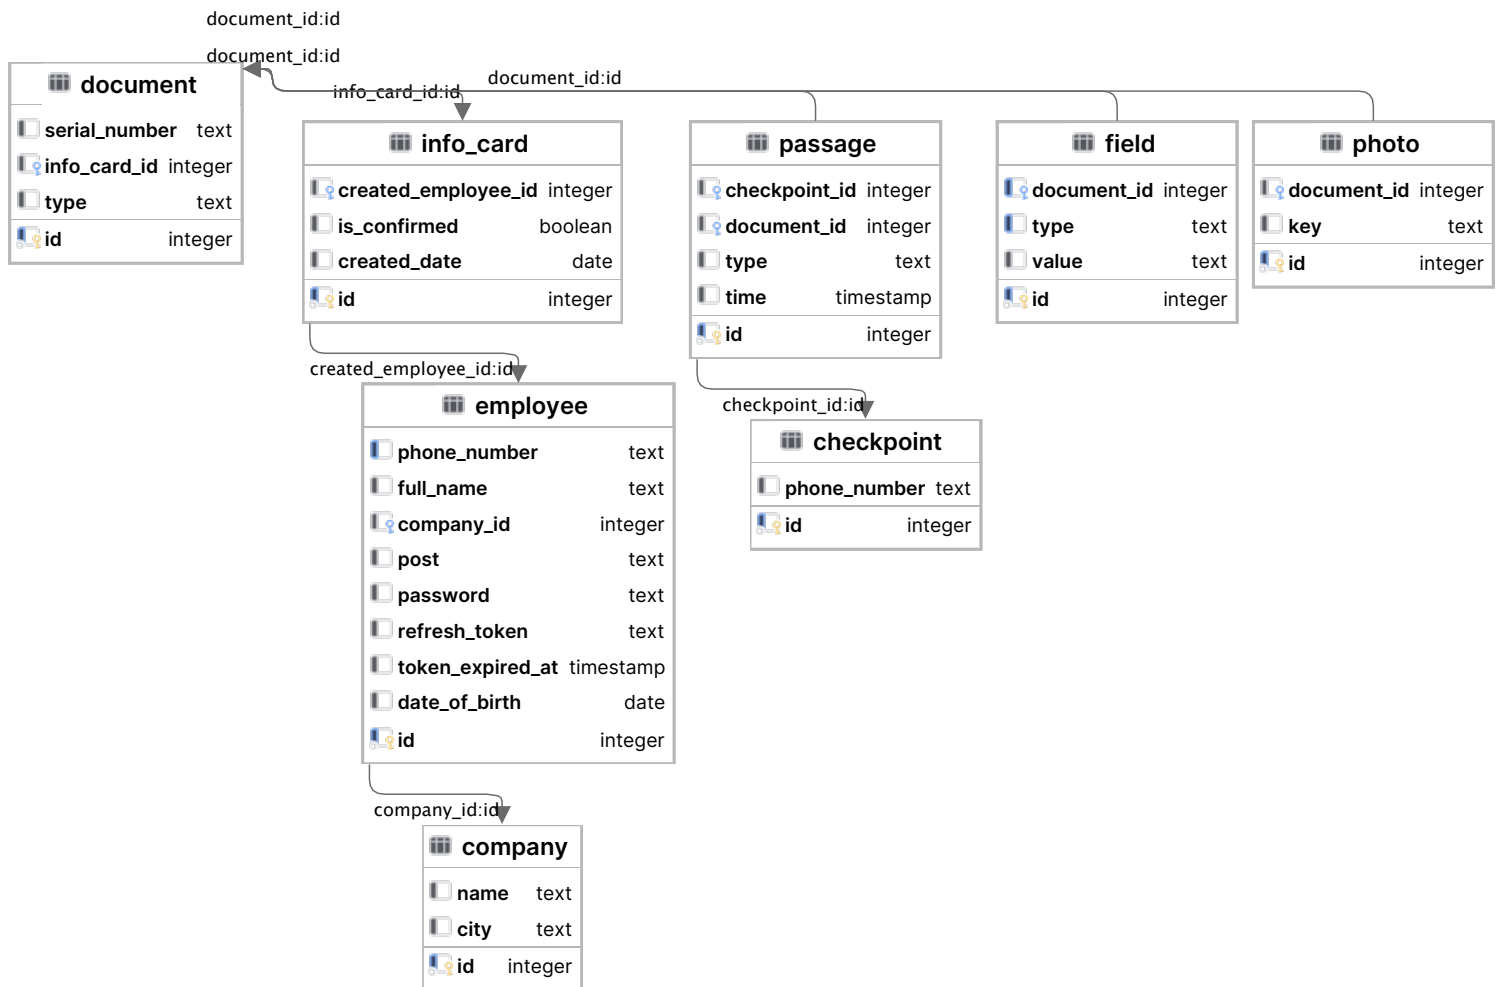 document_id:id
document_id:id
document_id:id
info_card_id:id
document
serial_number text
info_card_id integer
type text
id integer
info_card
created_employee_id integer
is_confirmed boolean
created_date date
id integer
passage
checkpoint_id integer
document_id integer
type text
time timestamp
id integer
field
document_id integer
type text
value text
id integer
photo
document_id integer
key text
id integer
created_employee_id:id
employee
phone_number text
full_name text
company_id integer
post text
password text
refresh_token text
token_expired_at timestamp
date_of_birth date
id integer
checkpoint_id:id
checkpoint
phone_number text
id integer
company_id:id
company
name text
city text
id integer